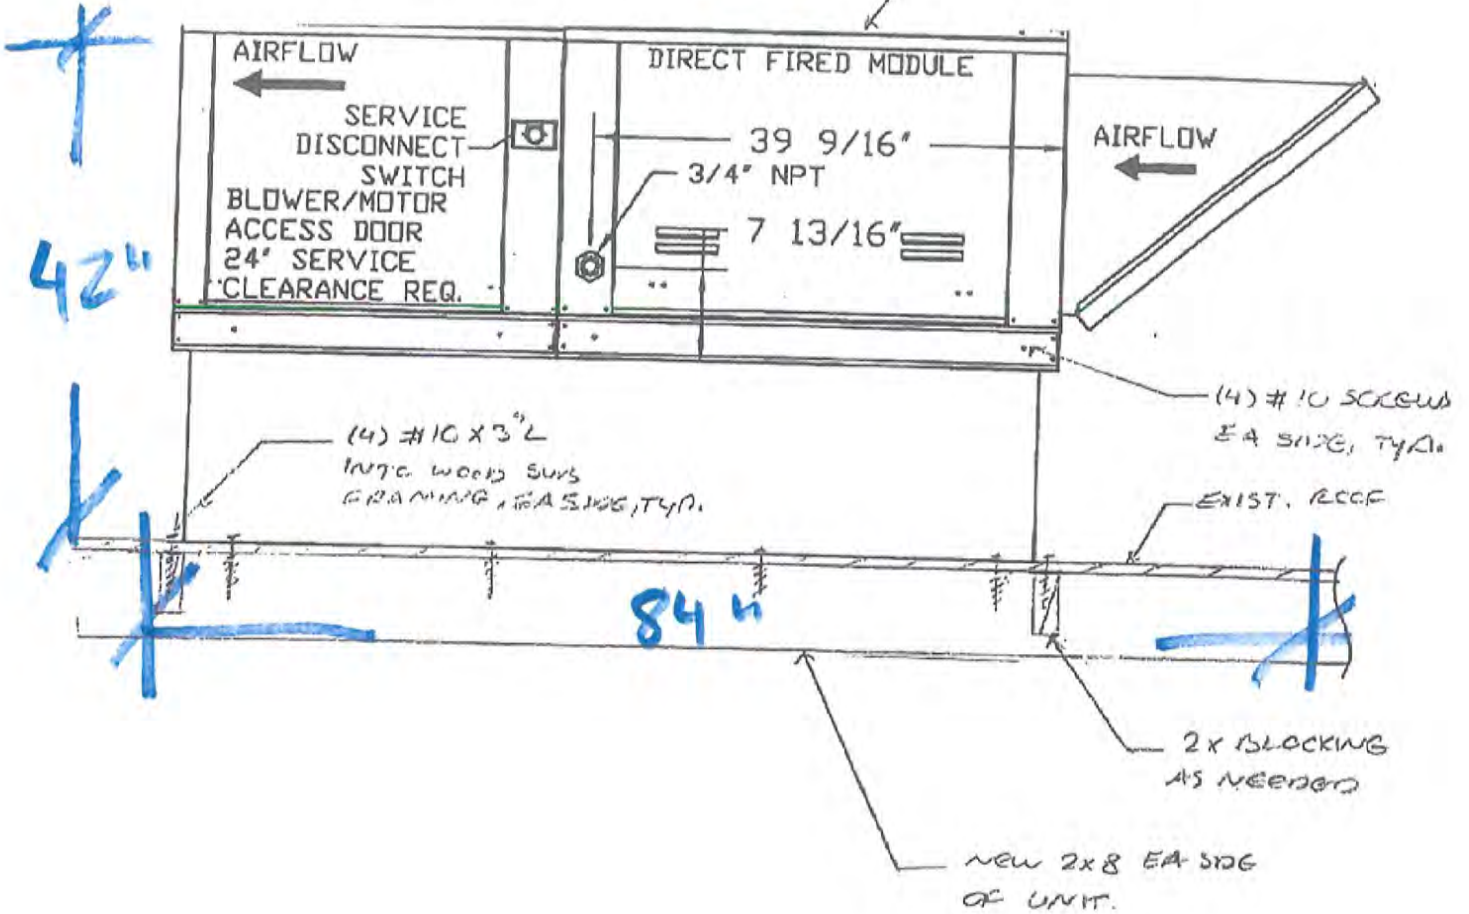 AIRFLOW
DIRECT FIRED MODULE
SERVICE
DISCONNECT
SWITCH
39 9/16"
AIRFLOW
3/4" NPT
BLOWER/MOTOR
ACCESS DOOR
24" SERVICE
CLEARANCE REQ.
7 13/16"
42"
(4) #10 SCREWS
EA SIDE, TYP.
(4) #10 X 3"L
INTO WOOD
FRAMING, EA SIDE, TYP.
EXIST. ROOF
84"
2X BLOCKING
AS NEEDED
NEW 2X8 EA SIDE
OF UNIT.